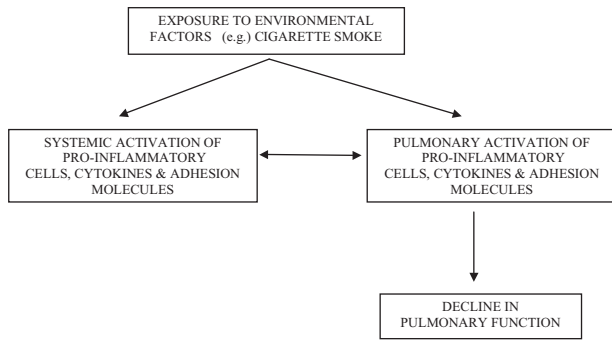 EXPOSURE TO ENVIRONMENTAL
FACTORS (e.g.) CIGARETTE SMOKE
SYSTEMIC ACTIVATION OF
PRO-INFLAMMATORY
CELLS, CYTOKINES & ADHESION
MOLECULES
PULMONARY ACTIVATION OF
PRO-INFLAMMATORY
CELLS, CYTOKINES & ADHESION
MOLECULES
DECLINE IN
PULMONARY FUNCTION